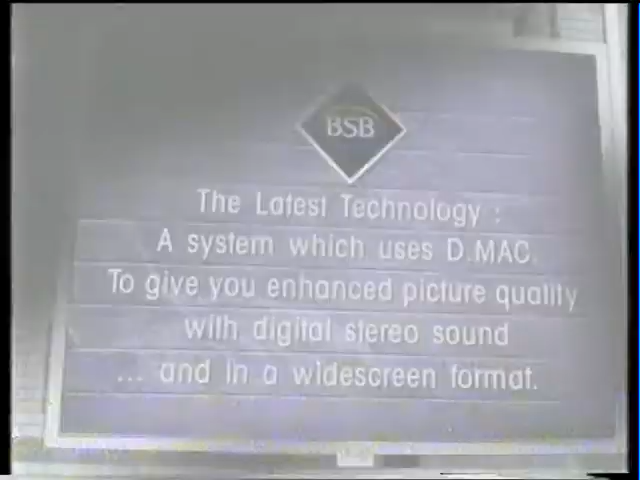 BSB
The Latest Technology :
A system which uses D.MAC.
To give you enhanced picture quality
with digital stereo sound
... and in a widescreen format.